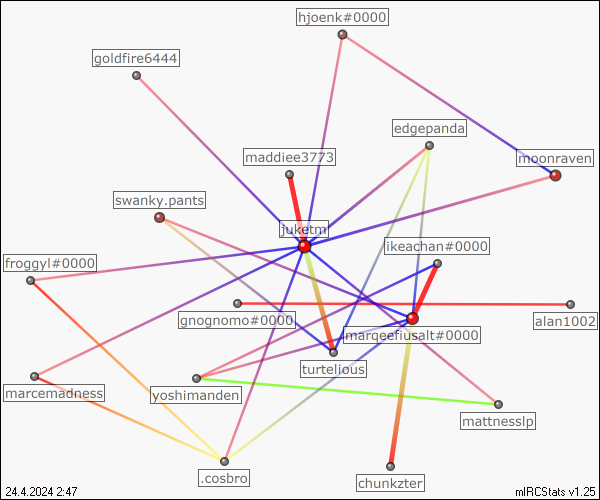 hjoenk#0000
goldfire6444
edgepanda
maddiee3773
moonraven
swanky.pants
juketm
ikeachan#0000
froggyl#0000
gnognomo#0000
alan1002
marqeefiusalt#0000
turtelious
marcemadness
yoshimanden
mattnesslp
.cosbro
chunkzter
24.4.2024 2:47
mIRCStats v1.25